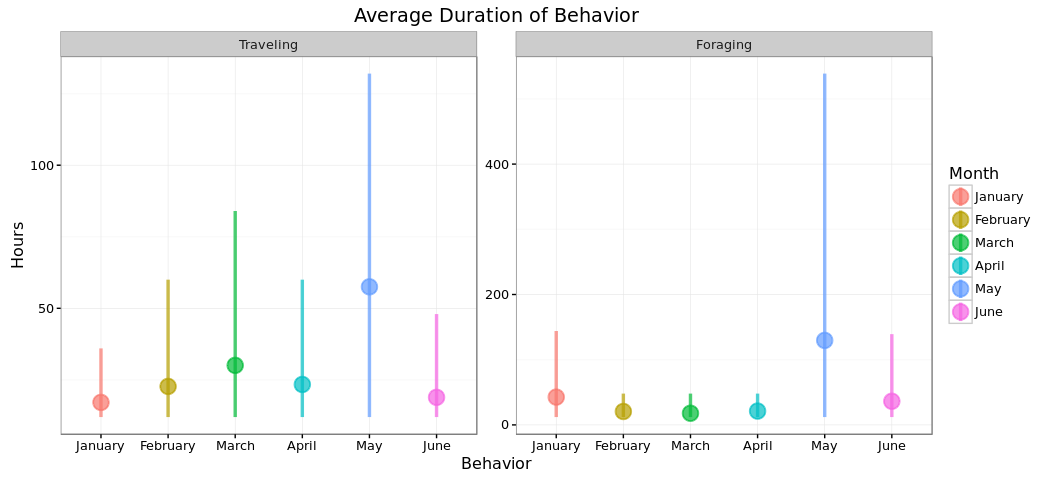 Average Duration of Behavior
Traveling
Foraging
Hours
100
50
400
200
0
January February March April May June
January February March April May June
Behavior
Month
January
February
March
April
May
June